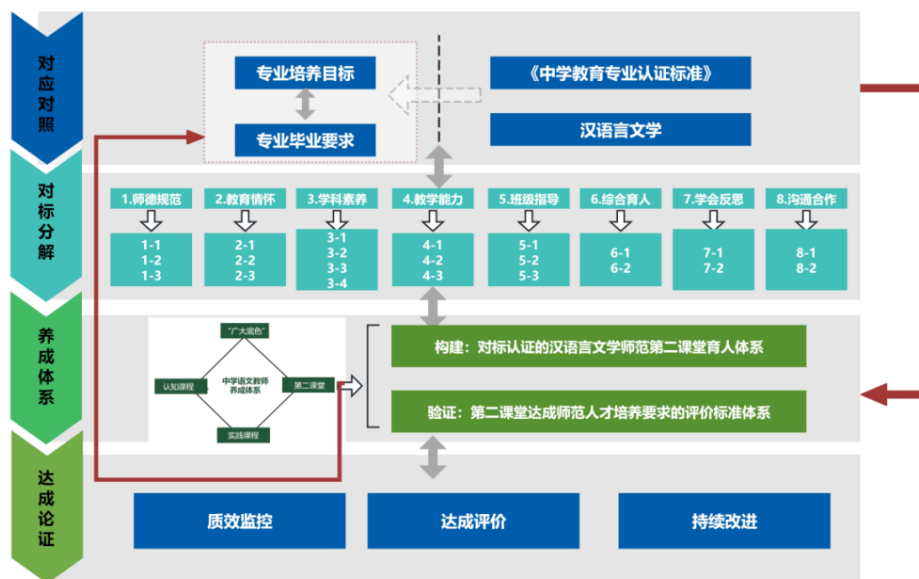 对应对照
专业培养目标
《中学教育专业认证标准》
专业毕业要求
汉语言文学
对标分解
1.师德规范
2.教育情怀
3.学科素养
4.教学能力
5.班级指导
6.综合育人
7.学会反思
8.沟通合作
1-1
1-2
1-3
2-1
2-2
2-3
3-1
3-2
3-3
3-4
4-1
4-2
4-3
5-1
5-2
5-3
6-1
6-2
7-1
7-2
8-1
8-2
养成体系
"广大底色"
认知课程
中学语文教师
养成体系
第二课堂
实践课程
构建：对标认证的汉语言文学师范第二课堂育人体系
验证：第二课堂达成师范人才培养要求的评价标准体系
达成论证
质效监控
达成评价
持续改进